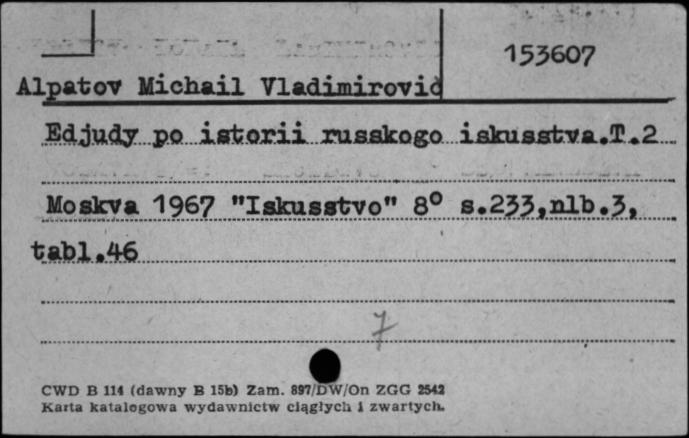 153607
Alpatov Michail Vladimirovič
Edjudy po istorii russkogo iskusstva.T.2
Moskva 1967 "Iskusstvo" 8° s.233,nlb.3,
tabl.46
7
CWD B 114 (dawny B 15b) Zam. 897/DW/On ZGG 2542
Karta katalogowa wydawnictw ciągłych i zwartych.